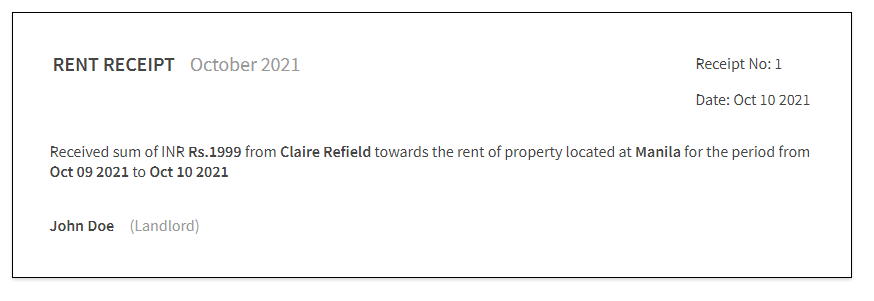 RENT RECEIPT October 2021
Receipt No: 1
Date: Oct 10 2021
Received sum of INR Rs.1999 from Claire Refield towards the rent of property located at Manila for the period from
Oct 09 2021 to Oct 10 2021
John Doe (Landlord)